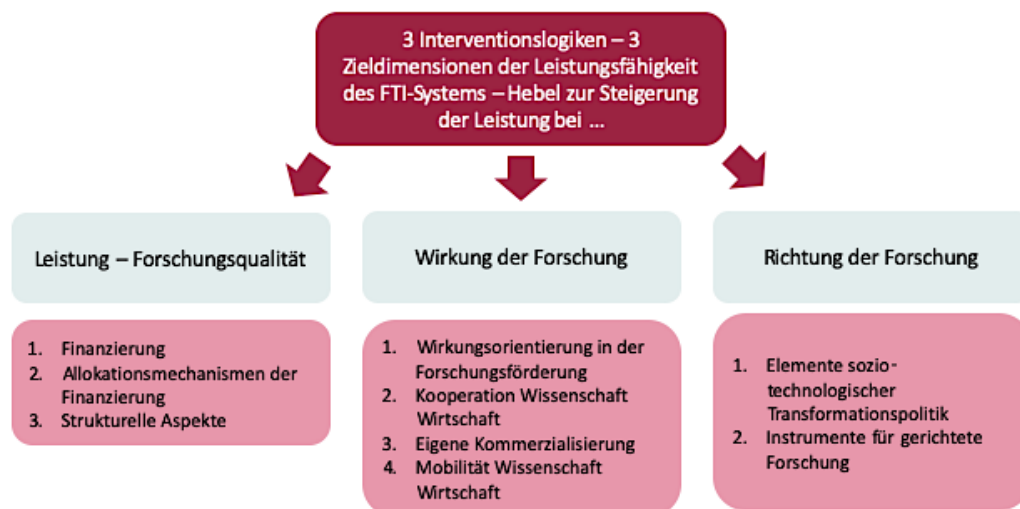 3 Interventionslogiken – 3
Zieldimensionen der Leistungsfähigkeit
des FTI-Systems – Hebel zur Steigerung
der Leistung bei ...
Leistung – Forschungsqualität
1. Finanzierung
2. Allokationsmechanismen der
Finanzierung
3. Strukturelle Aspekte
Wirkung der Forschung
1. Wirkungsorientierung in der
Forschungsförderung
2. Kooperation Wissenschaft
Wirtschaft
3. Eigene Kommerzialisierung
4. Mobilität Wissenschaft
Wirtschaft
Richtung der Forschung
1. Elemente sozio-
technologischer
Transformationspolitik
2. Instrumente für gerichtete
Forschung